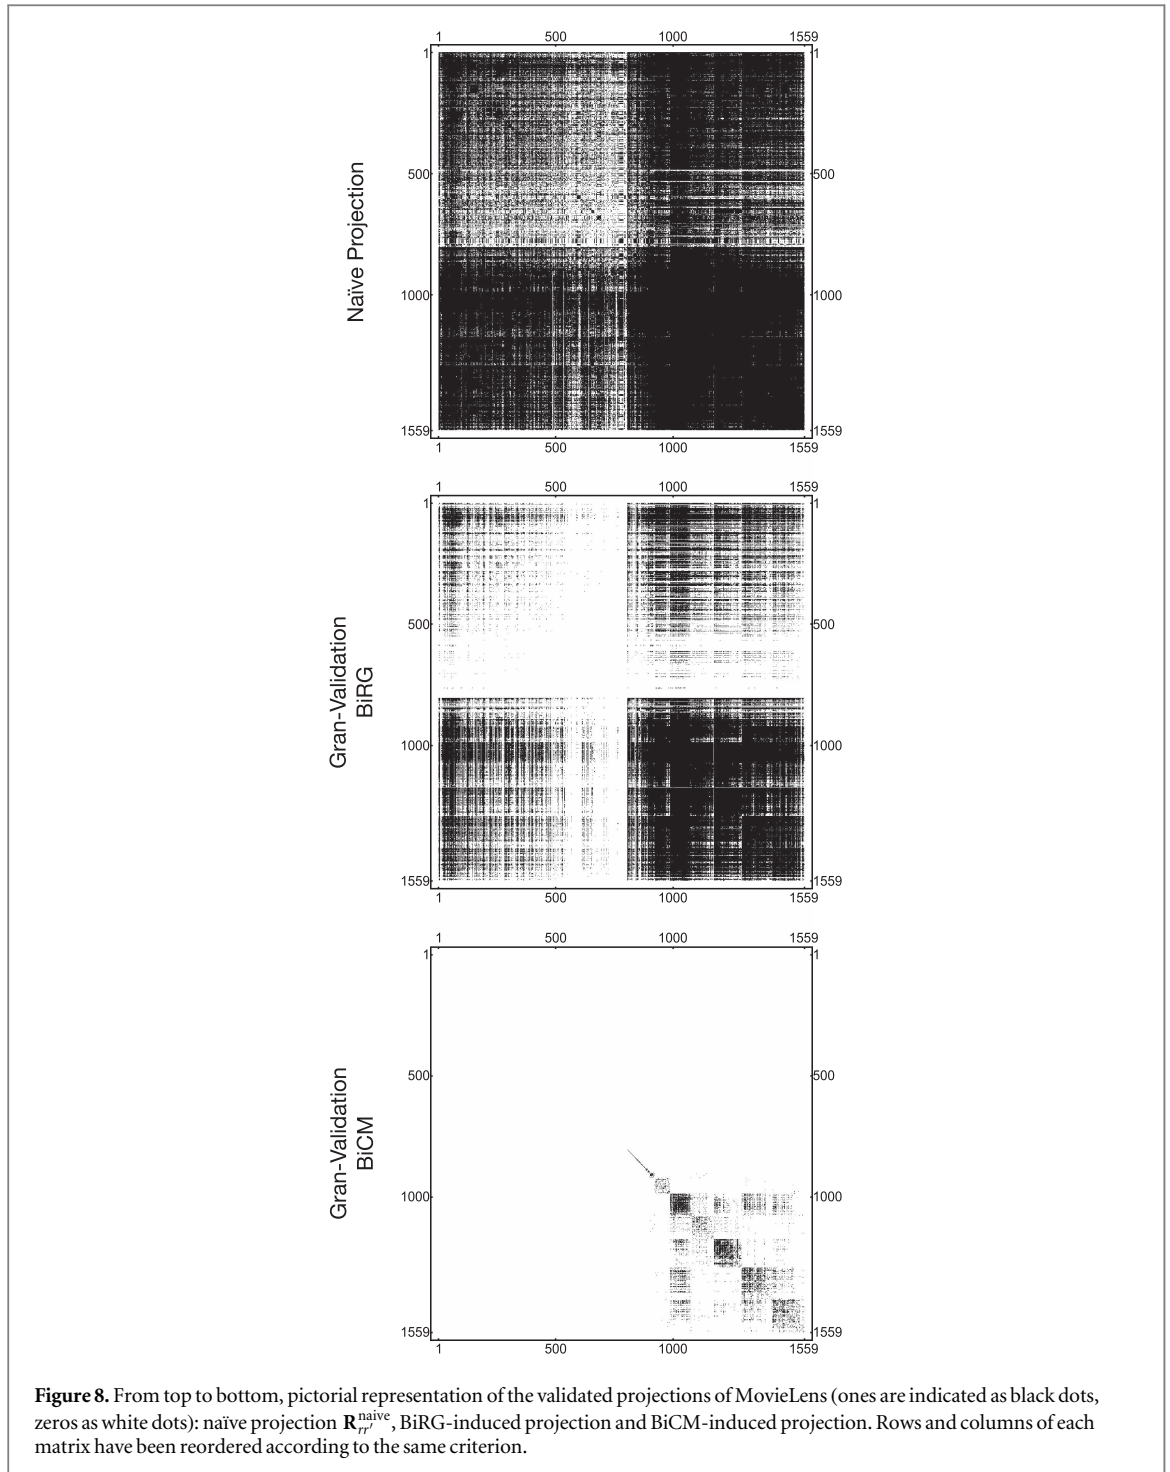 1 500 1000 1559
1 1
500 500
Naïve Projection
1000 1000
1559 1559
1 500 1000 1559
1 500 1000 1559
1 1
500 500
Gran-Validation
BiRG
1000 1000
1559 1559
1 500 1000 1559
1 500 1000 1559
1 1
500 500
Gran-Validation
BiCM
1000 1000
1559 1559
1 500 1000 1559
Figure 8. From top to bottom, pictorial representation of the validated projections of MovieLens (ones are indicated as black dots,
zeros as white dots): naïve projection R_{rr′}^{naive}, BiRG-induced projection and BiCM-induced projection. Rows and columns of each
matrix have been reordered according to the same criterion.